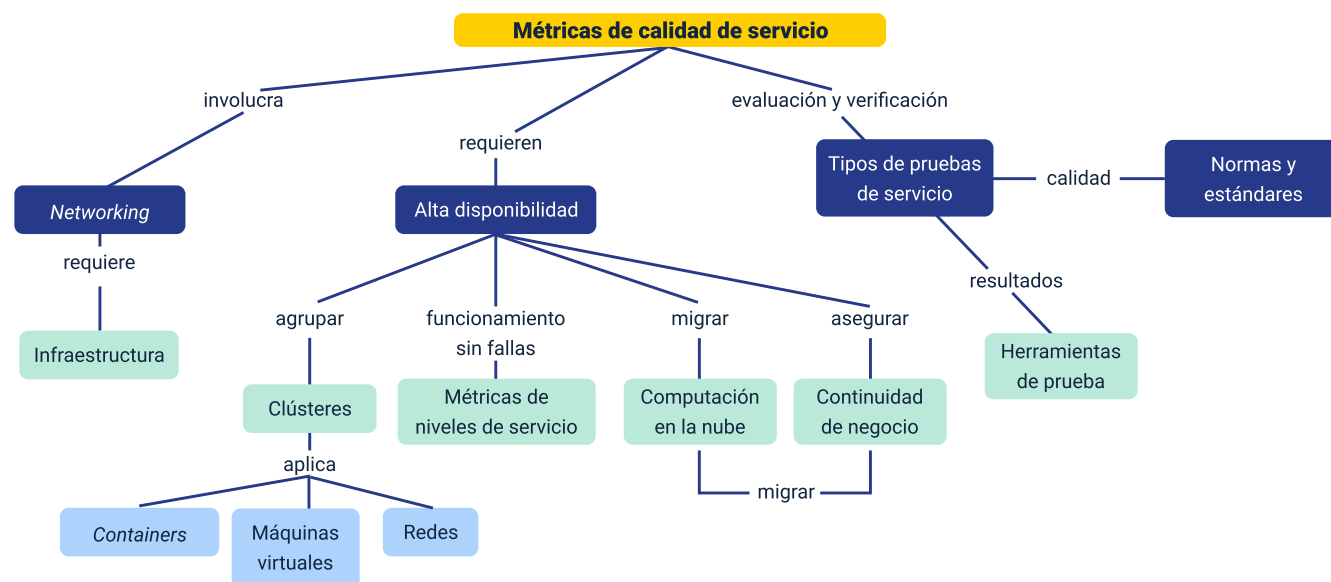 Métricas de calidad de servicio
involucra
evaluación y verificación
requieren
Tipos de pruebas
de servicio
calidad
Normas y
estándares
Networking
Alta disponibilidad
requiere
resultados
agrupar
funcionamiento
sin fallas
migrar
asegurar
Infraestructura
Herramientas
de prueba
Clústeres
Métricas de
niveles de servicio
Computación
en la nube
Continuidad
de negocio
aplica
migrar
Containers
Máquinas
virtuales
Redes